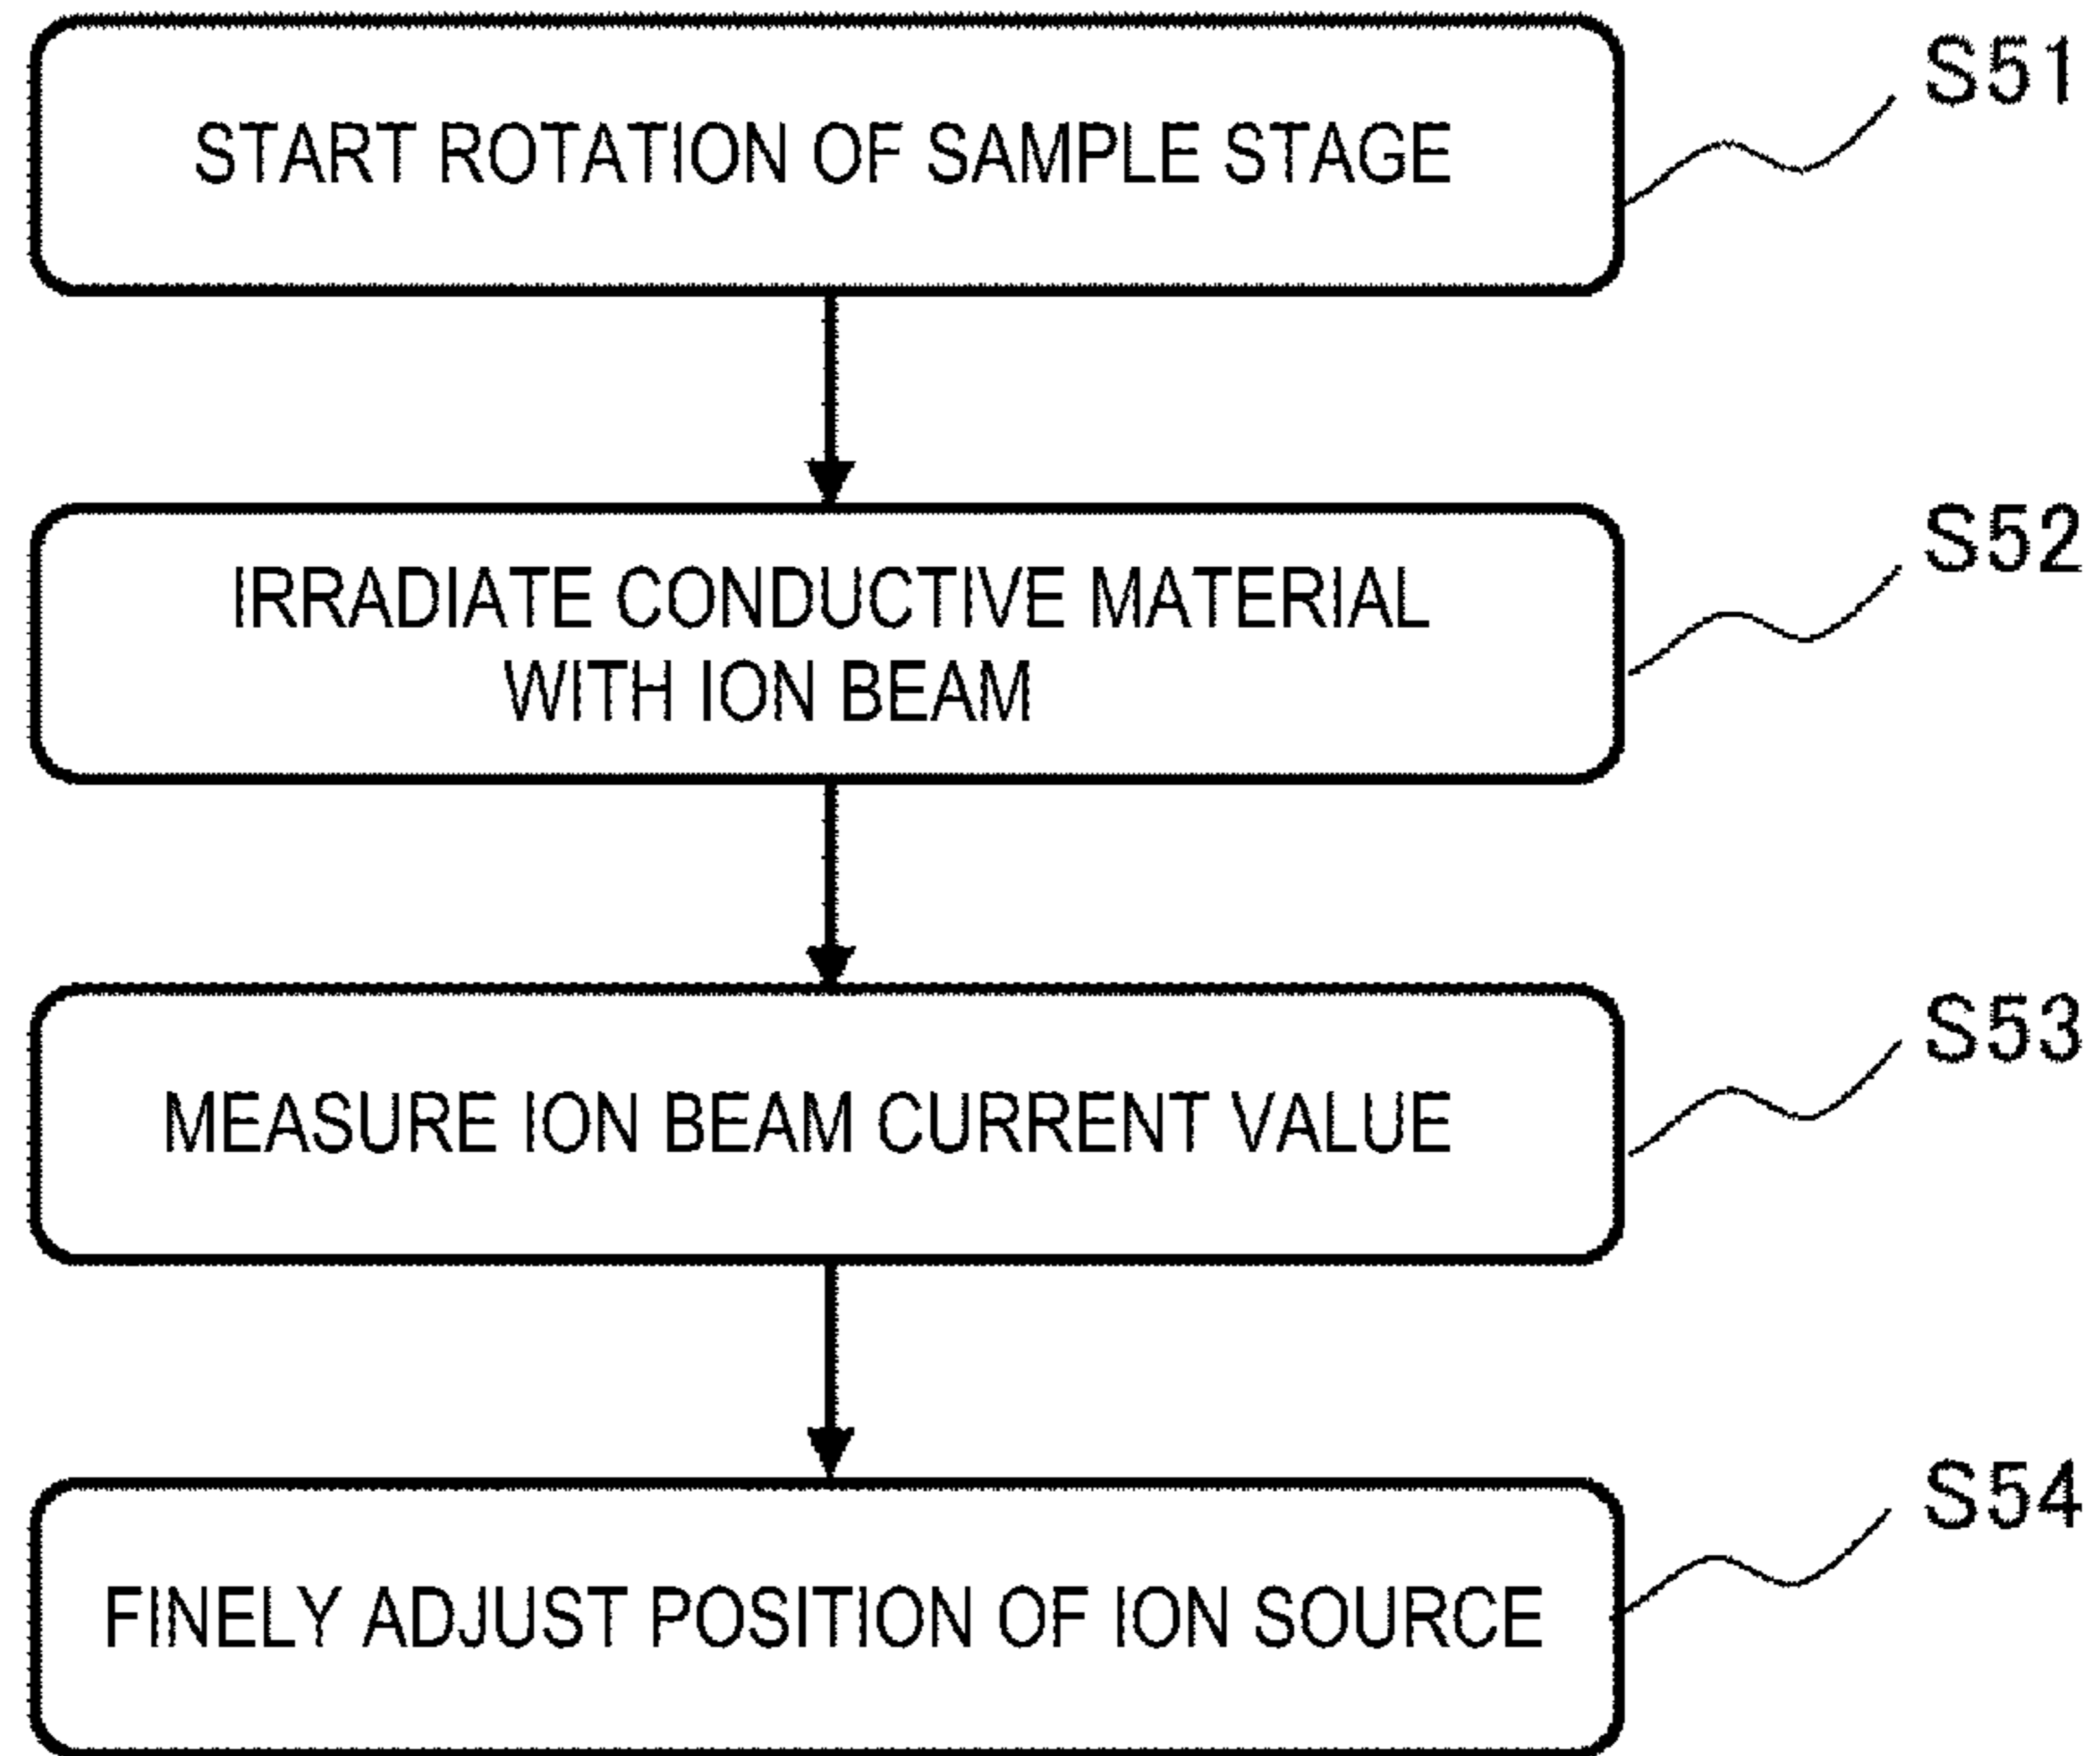 START ROTATION OF SAMPLE STAGE
S51
IRRADIATE CONDUCTIVE MATERIAL
WITH ION BEAM
S52
MEASURE ION BEAM CURRENT VALUE
S53
FINELY ADJUST POSITION OF ION SOURCE
S54